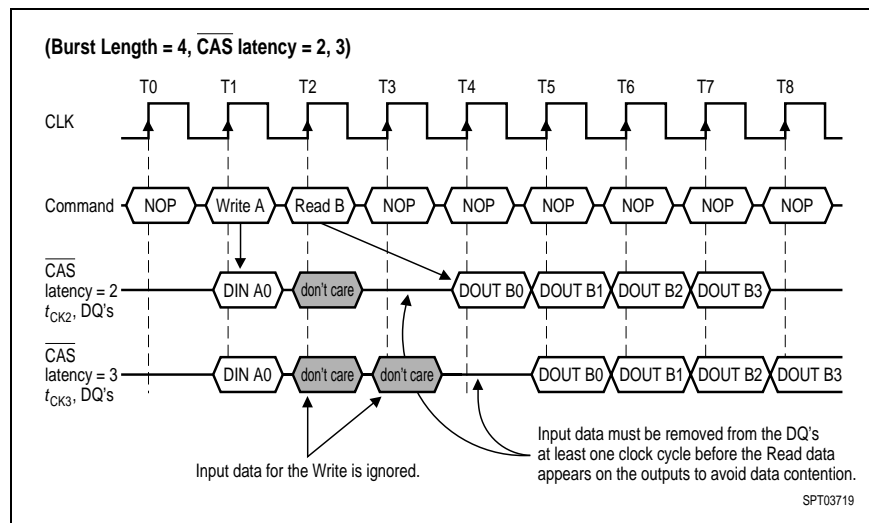 (Burst Length = 4, CAS latency = 2, 3)
T0 T1 T2 T3 T4 T5 T6 T7 T8
CLK
Command NOP Write A Read B NOP NOP NOP NOP NOP NOP
CAS
latency = 2
tCK2, DQ's
DIN A0 don't care DOUT B0 DOUT B1 DOUT B2 DOUT B3
CAS
latency = 3
tCK3, DQ's
DIN A0 don't care don't care DOUT B0 DOUT B1 DOUT B2 DOUT B3
Input data for the Write is ignored.
Input data must be removed from the DQ's
at least one clock cycle before the Read data
appears on the outputs to avoid data contention.
SPT03719